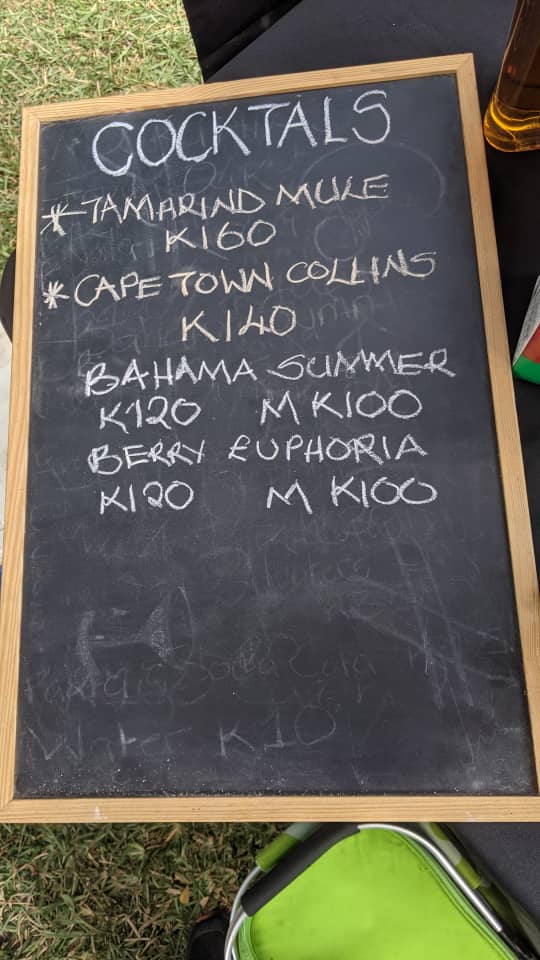 COCKTALS
* TAMARIND MULE
K160
* CAPE TOWN COLLINS
K140
BAHAMA SUMMER
K120 M K100
BERRY EUPHORIA
K120 M K100
Water K10